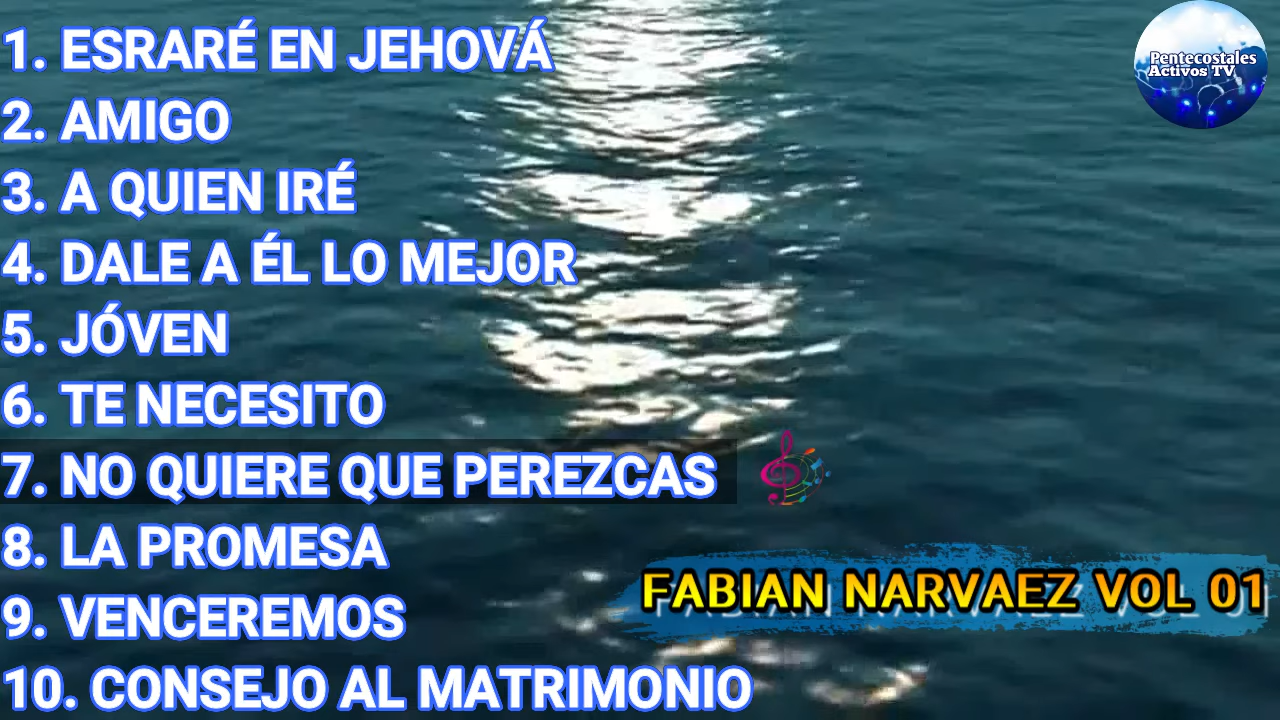 1. ESRARÉ EN JEHOVÁ
2. AMIGO
3. A QUIEN IRÉ
4. DALE A ÉL LO MEJOR
5. JÓVEN
6. TE NECESITO
7. NO QUIERE QUE PEREZCAS
8. LA PROMESA
9. VENCEREMOS
10. CONSEJO AL MATRIMONIO
Pentecostales
Activos TV
FABIAN NARVAEZ VOL 01